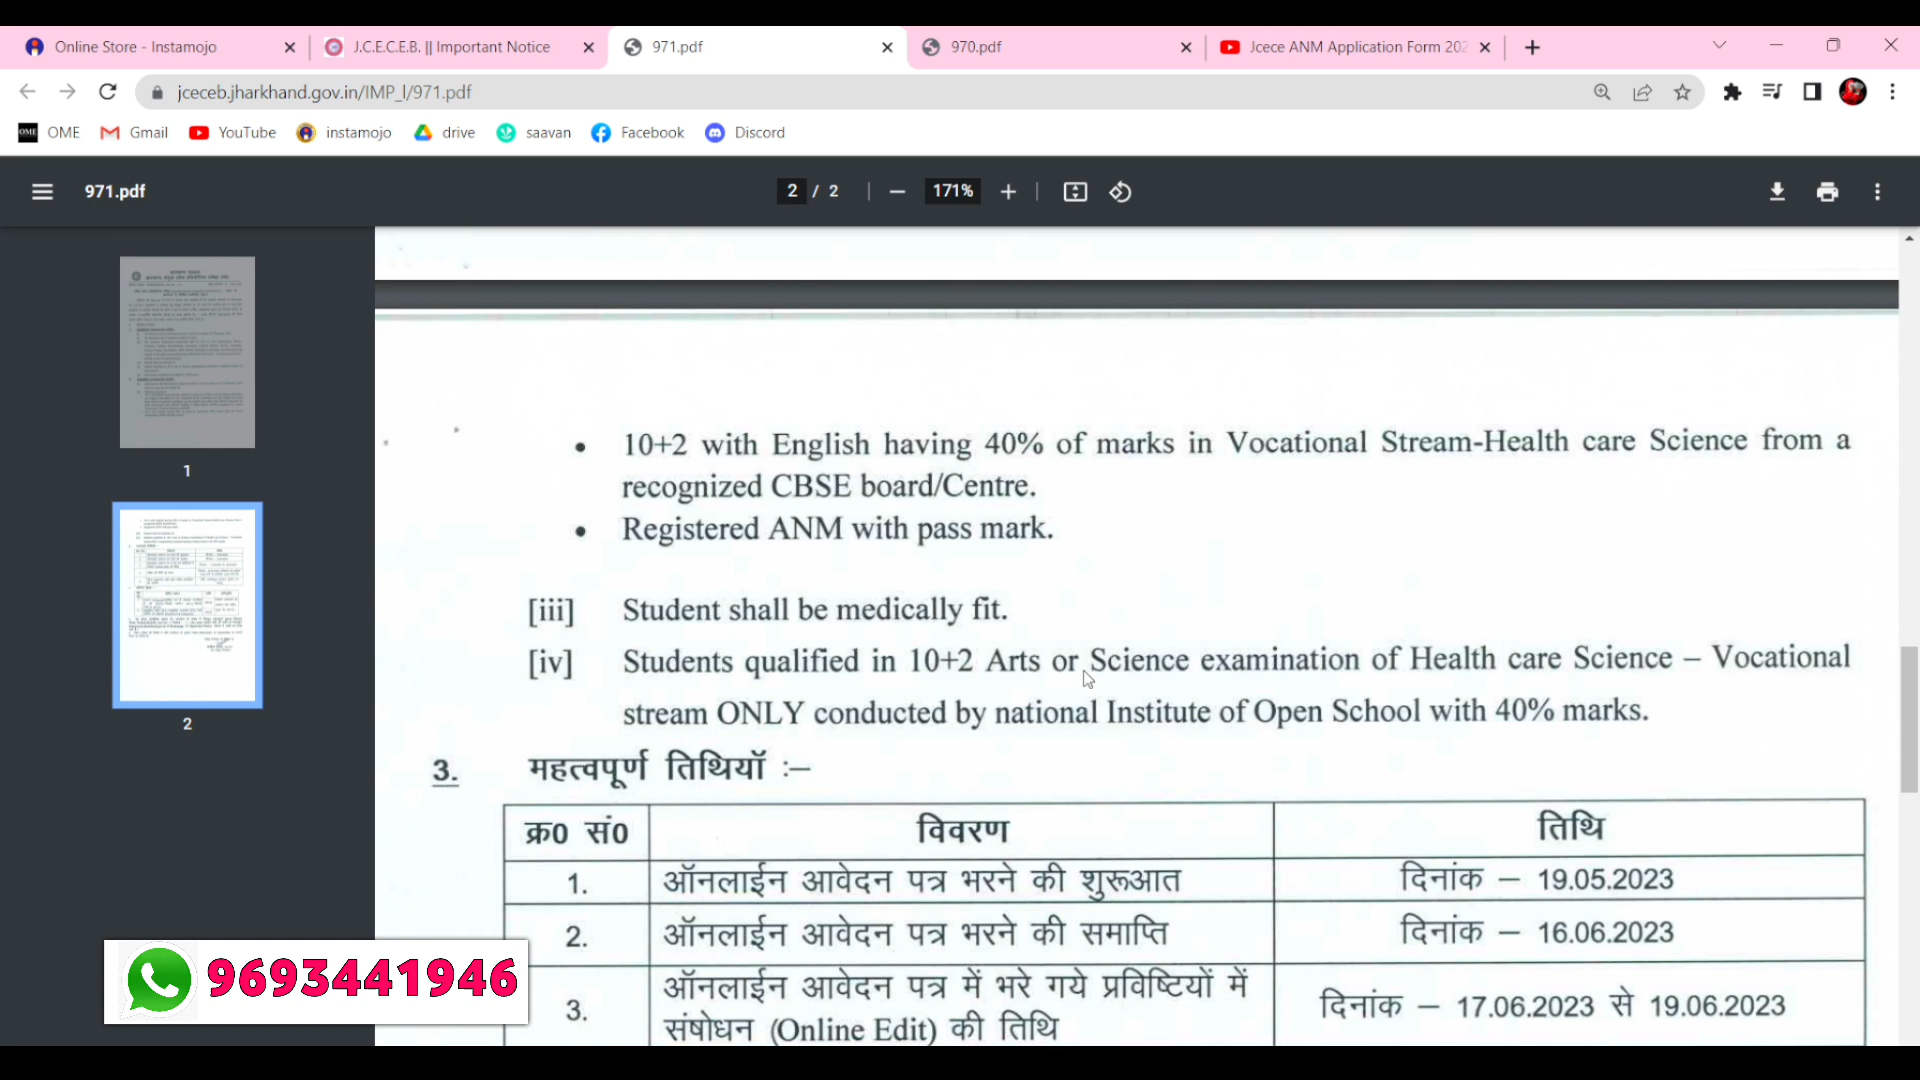 Online Store - Instamojo
J.C.E.C.E.B. || Important Notice
971.pdf
970.pdf
Jcece ANM Application Form 202
jceceb.jharkhand.gov.in/IMP_l/971.pdf
OME
OME
Gmail
YouTube
instamojo
drive
saavan
Facebook
Discord
971.pdf
2 / 2
171%
1
2
• 10+2 with English having 40% of marks in Vocational Stream-Health care Science from a
recognized CBSE board/Centre.
• Registered ANM with pass mark.
[iii] Student shall be medically fit.
[iv] Students qualified in 10+2 Arts or Science examination of Health care Science – Vocational
stream ONLY conducted by national Institute of Open School with 40% marks.
3. महत्वपूर्ण तिथियॉ :–
क्र0 सं0 विवरण तिथि
1. ऑनलाईन आवेदन पत्र भरने की शुरूआत दिनांक – 19.05.2023
2. ऑनलाईन आवेदन पत्र भरने की समाप्ति दिनांक – 16.06.2023
3. ऑनलाईन आवेदन पत्र में भरे गये प्रविष्टियों में दिनांक – 17.06.2023 से 19.06.2023
संषोधन (Online Edit) की तिथि
9693441946